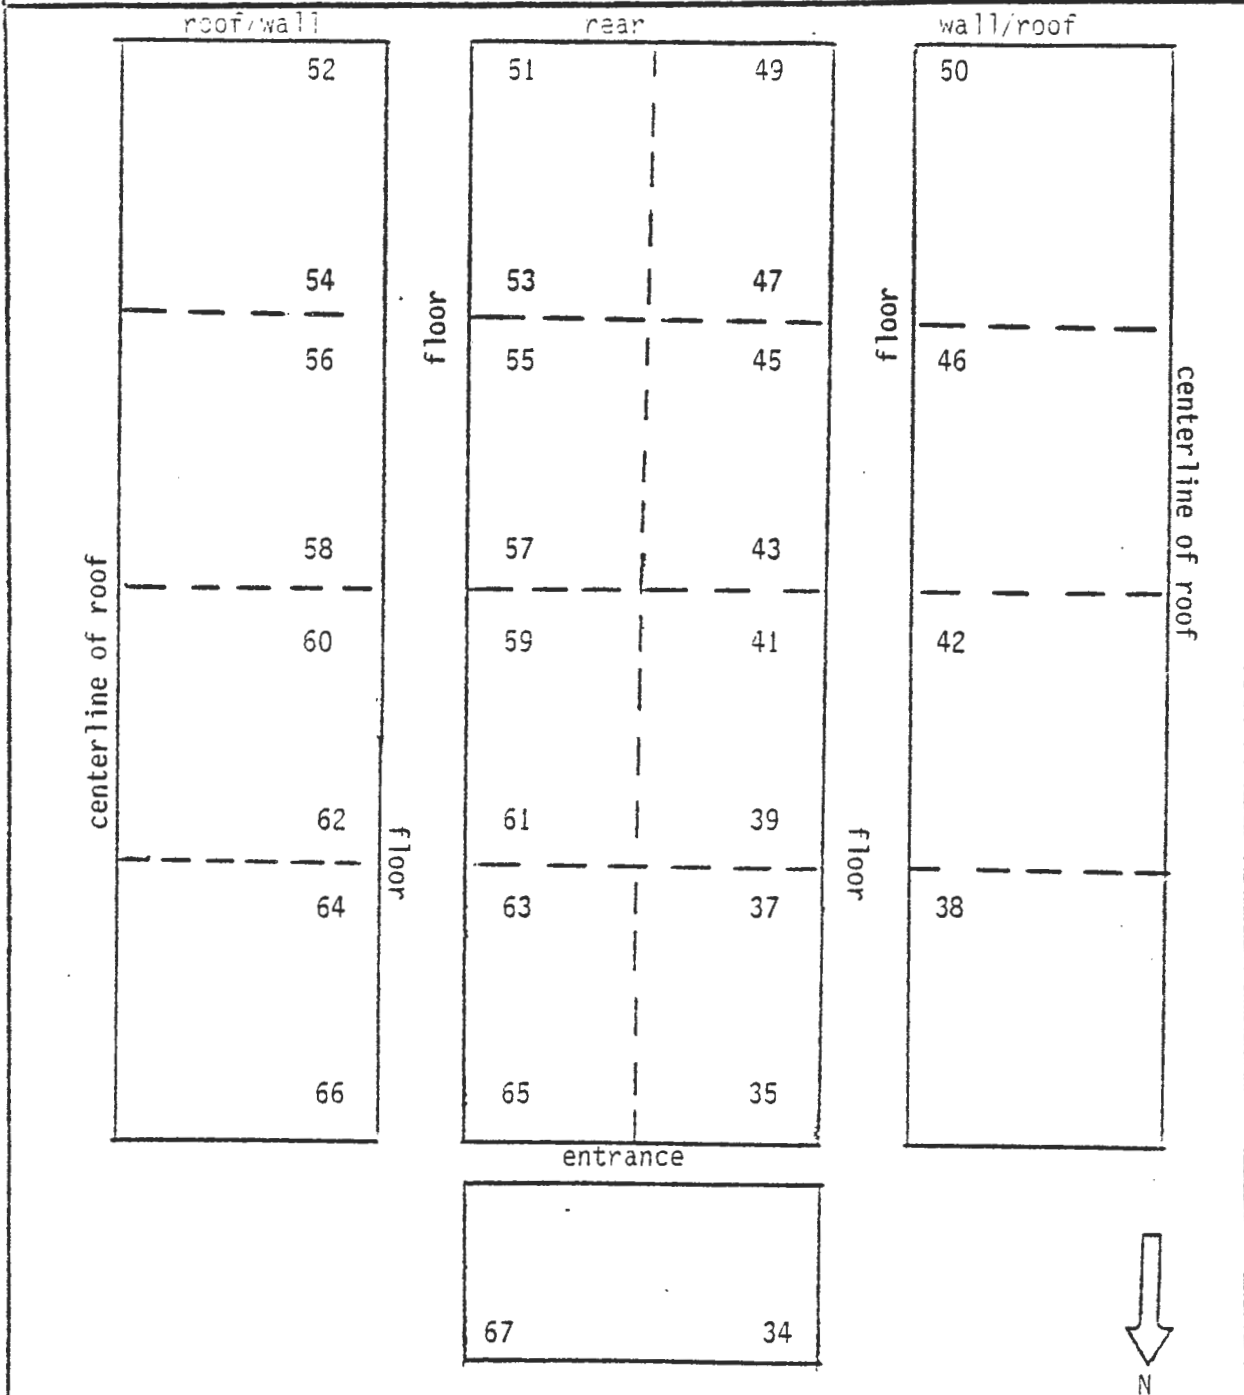 roof/wall rear wall/roof
52 51 49 50
54 53 47
floor floor
56 55 45 46
centerline of roof
58 57 43
centerline of roof
60 59 41 42
62 61 39
floor floor
64 63 37 38
66 65 35
entrance
67 34
N